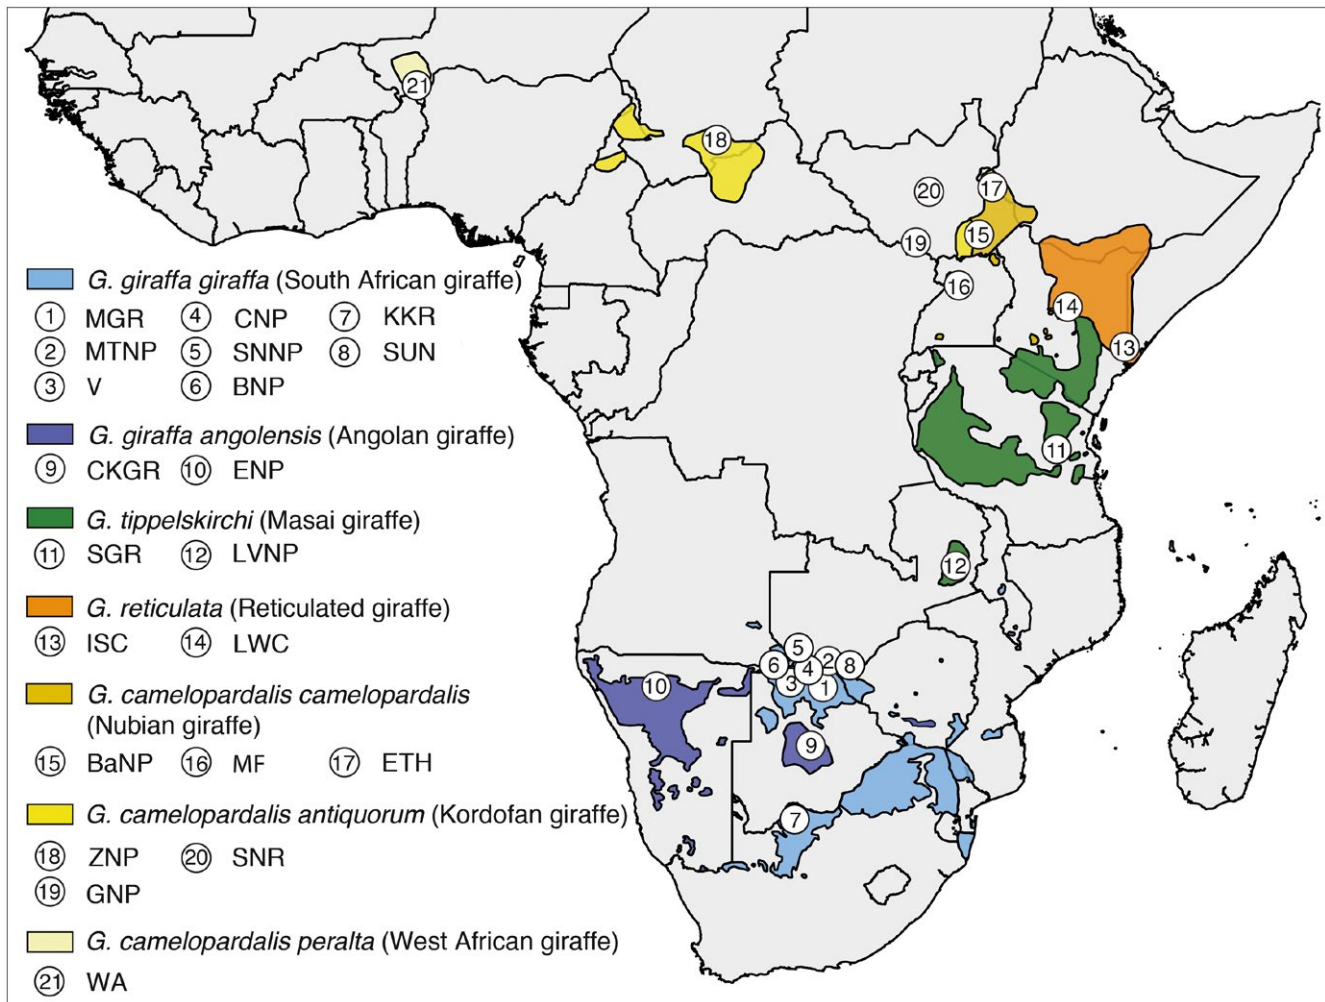 G. giraffa giraffa (South African giraffe)
1 MGR 4 CNP 7 KKR
2 MTNP 5 SNNP 8 SUN
3 V 6 BNP
G. giraffa angolensis (Angolan giraffe)
9 CKGR 10 ENP
G. tippelskirchi (Masai giraffe)
11 SGR 12 LVNP
G. reticulata (Reticulated giraffe)
13 ISC 14 LWC
G. camelopardalis camelopardalis
(Nubian giraffe)
15 BaNP 16 MF 17 ETH
G. camelopardalis antiquorum (Kordofan giraffe)
18 ZNP 20 SNR
19 GNP
G. camelopardalis peralta (West African giraffe)
21 WA
21
18
17
20
15
19
16
14
13
11
12
5
2
6
4
8
3
1
10
9
7